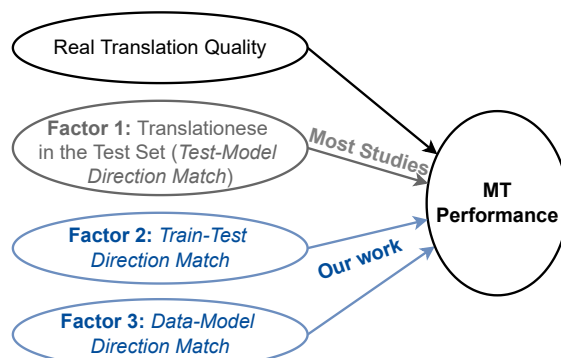 Real Translation Quality
Factor 1: Translationese
in the Test Set (Test-Model
Direction Match)
Most Studies
MT
Performance
Factor 2: Train-Test
Direction Match
Our work
Factor 3: Data-Model
Direction Match